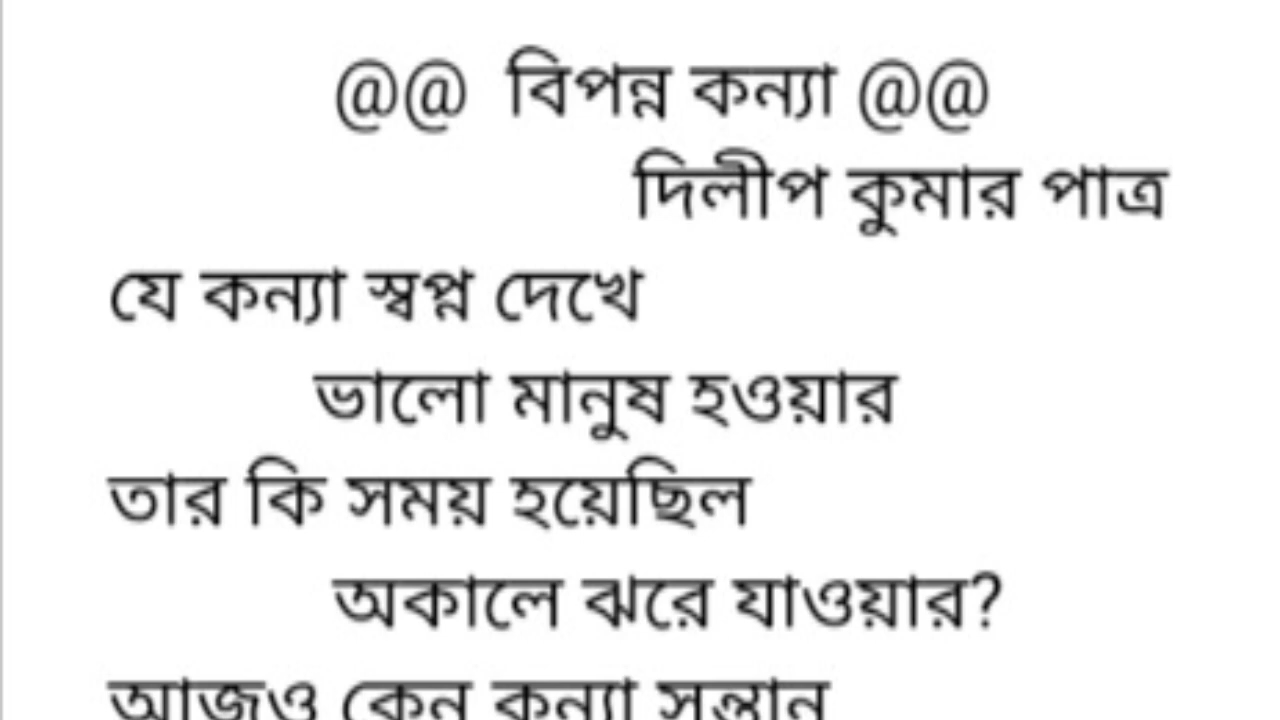 @@ বিপন্ন কন্যা @@
দিলীপ কুমার পাত্র
যে কন্যা স্বপ্ন দেখে
ভালো মানুষ হওয়ার
তার কি সময় হয়েছিল
অকালে ঝরে যাওয়ার?
আজও কেন কন্যা সন্তান